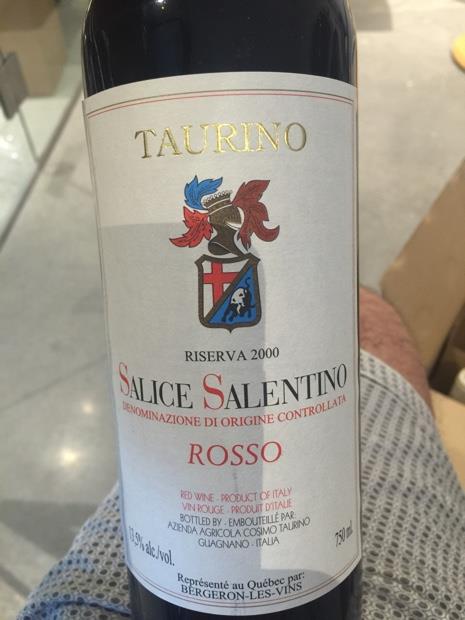 TAURINO
RISERVA 2000
SALICE SALENTINO
DENOMINAZIONE DI ORIGINE CONTROLLATA
ROSSO
RED WINE - PRODUCT OF ITALY
VIN ROUGE - PRODUIT D'ITALIE
BOTTLED BY - EMBOUTEILLÉ PAR:
AZIENDA AGRICOLA COSIMO TAURINO
GUAGNANO - ITALIA
13,5% alc./vol.
750 ml
Représenté au Québec par:
BERGERON-LES-VINS